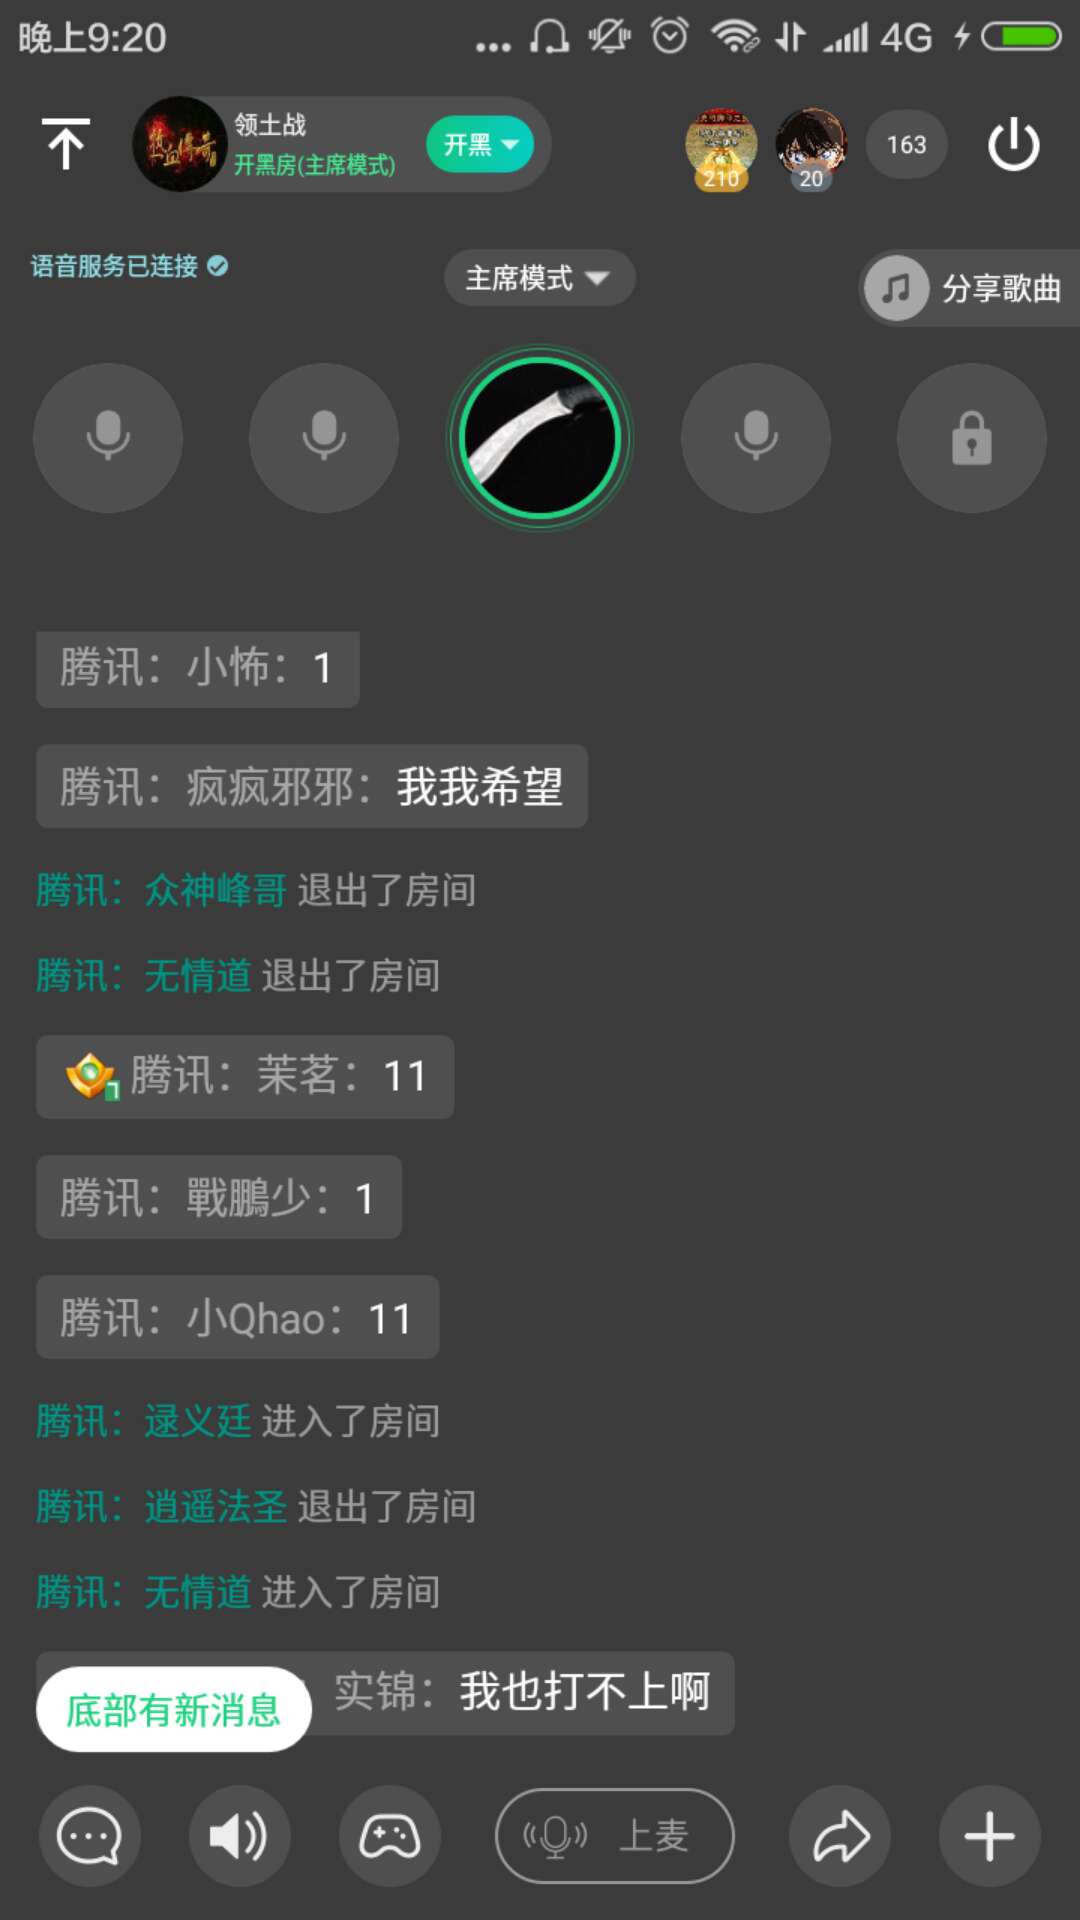 晚上9:20
4G
领土战
开黑房(主席模式)
开黑
热血传奇
210
20
163
语音服务已连接
主席模式
分享歌曲
腾讯：小怖：1
腾讯：疯疯邪邪：我我希望
腾讯：众神峰哥 退出了房间
腾讯：无情道 退出了房间
1 腾讯：茉茗：11
腾讯：戰鵬少：1
腾讯：小Qhao：11
腾讯：逯义廷 进入了房间
腾讯：逍遥法圣 退出了房间
腾讯：无情道 进入了房间
实锦：我也打不上啊
底部有新消息
上麦